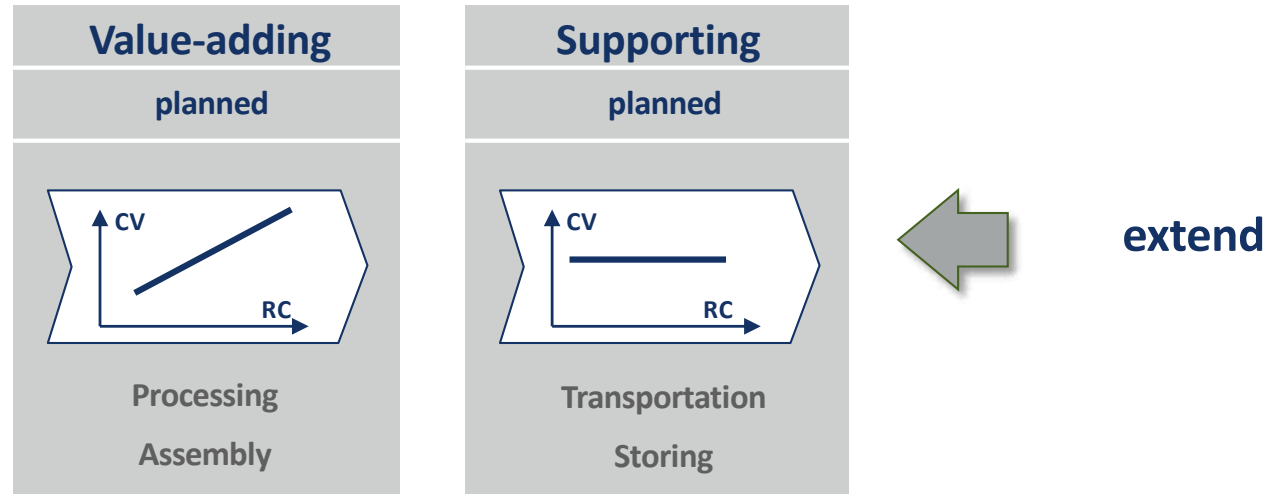 Value-adding
planned
CV
RC
Processing
Assembly
Supporting
planned
CV
RC
Transportation
Storing
extend